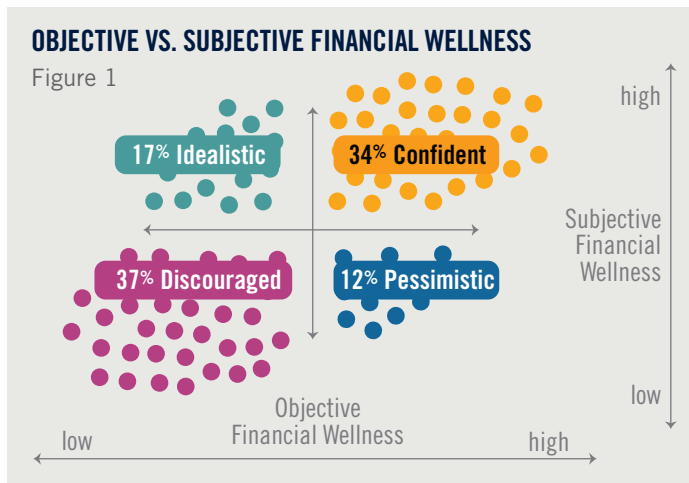 OBJECTIVE VS. SUBJECTIVE FINANCIAL WELLNESS
Figure 1
high
17% Idealistic
34% Confident
Subjective
Financial
Wellness
37% Discouraged
12% Pessimistic
low
Objective
Financial Wellness
low
high